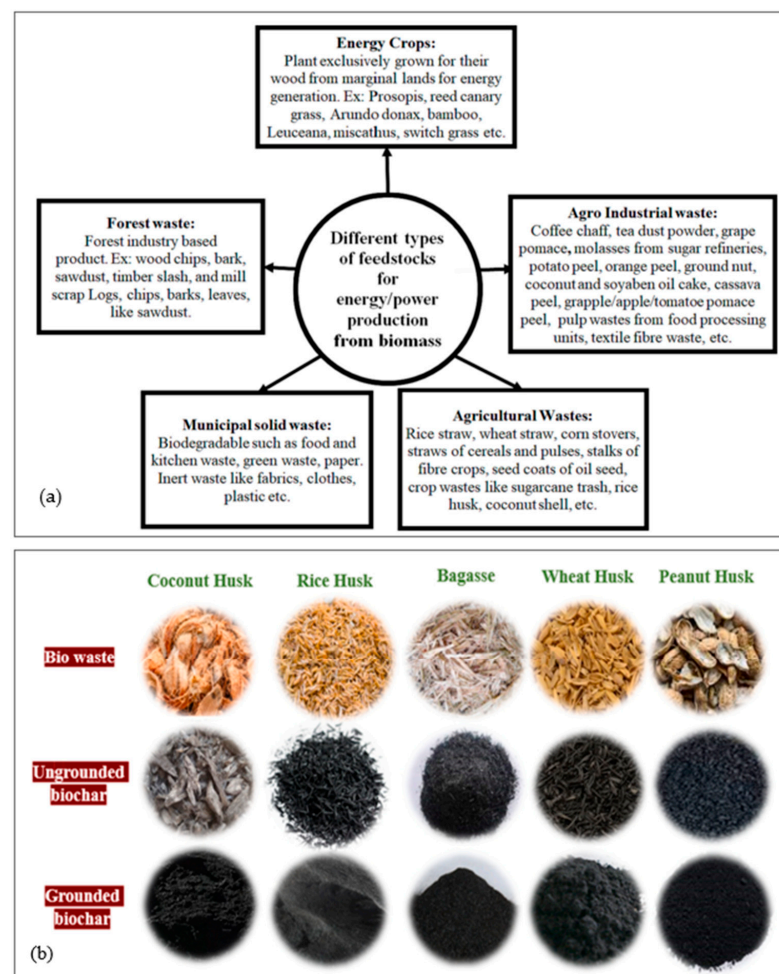 Energy Crops:
Plant exclusively grown for their
wood from marginal lands for energy
generation. Ex: Prosopis, reed canary
grass, Arundo donax, bamboo,
Leuceana, miscathus, switch grass etc.
Forest waste:
Forest industry based
product. Ex: wood chips, bark,
sawdust, timber slash, and mill
scrap Logs, chips, barks, leaves,
like sawdust.
Different types
of feedstocks
for
energy/power
production
from biomass
Agro Industrial waste:
Coffee chaff, tea dust powder, grape
pomace, molasses from sugar refineries,
potato peel, orange peel, ground nut,
coconut and soyaben oil cake, cassava
peel, grapple/apple/tomatoe pomace
peel, pulp wastes from food processing
units, textile fibre waste, etc.
Municipal solid waste:
Biodegradable such as food and
kitchen waste, green waste, paper.
Inert waste like fabrics, clothes,
plastic etc.
Agricultural Wastes:
Rice straw, wheat straw, corn stovers,
straws of cereals and pulses, stalks of
fibre crops, seed coats of oil seed,
crop wastes like sugarcane trash, rice
husk, coconut shell, etc.
(a)
Coconut Husk Rice Husk Bagasse Wheat Husk Peanut Husk
Bio waste
Ungrounded
biochar
Grounded
biochar
(b)